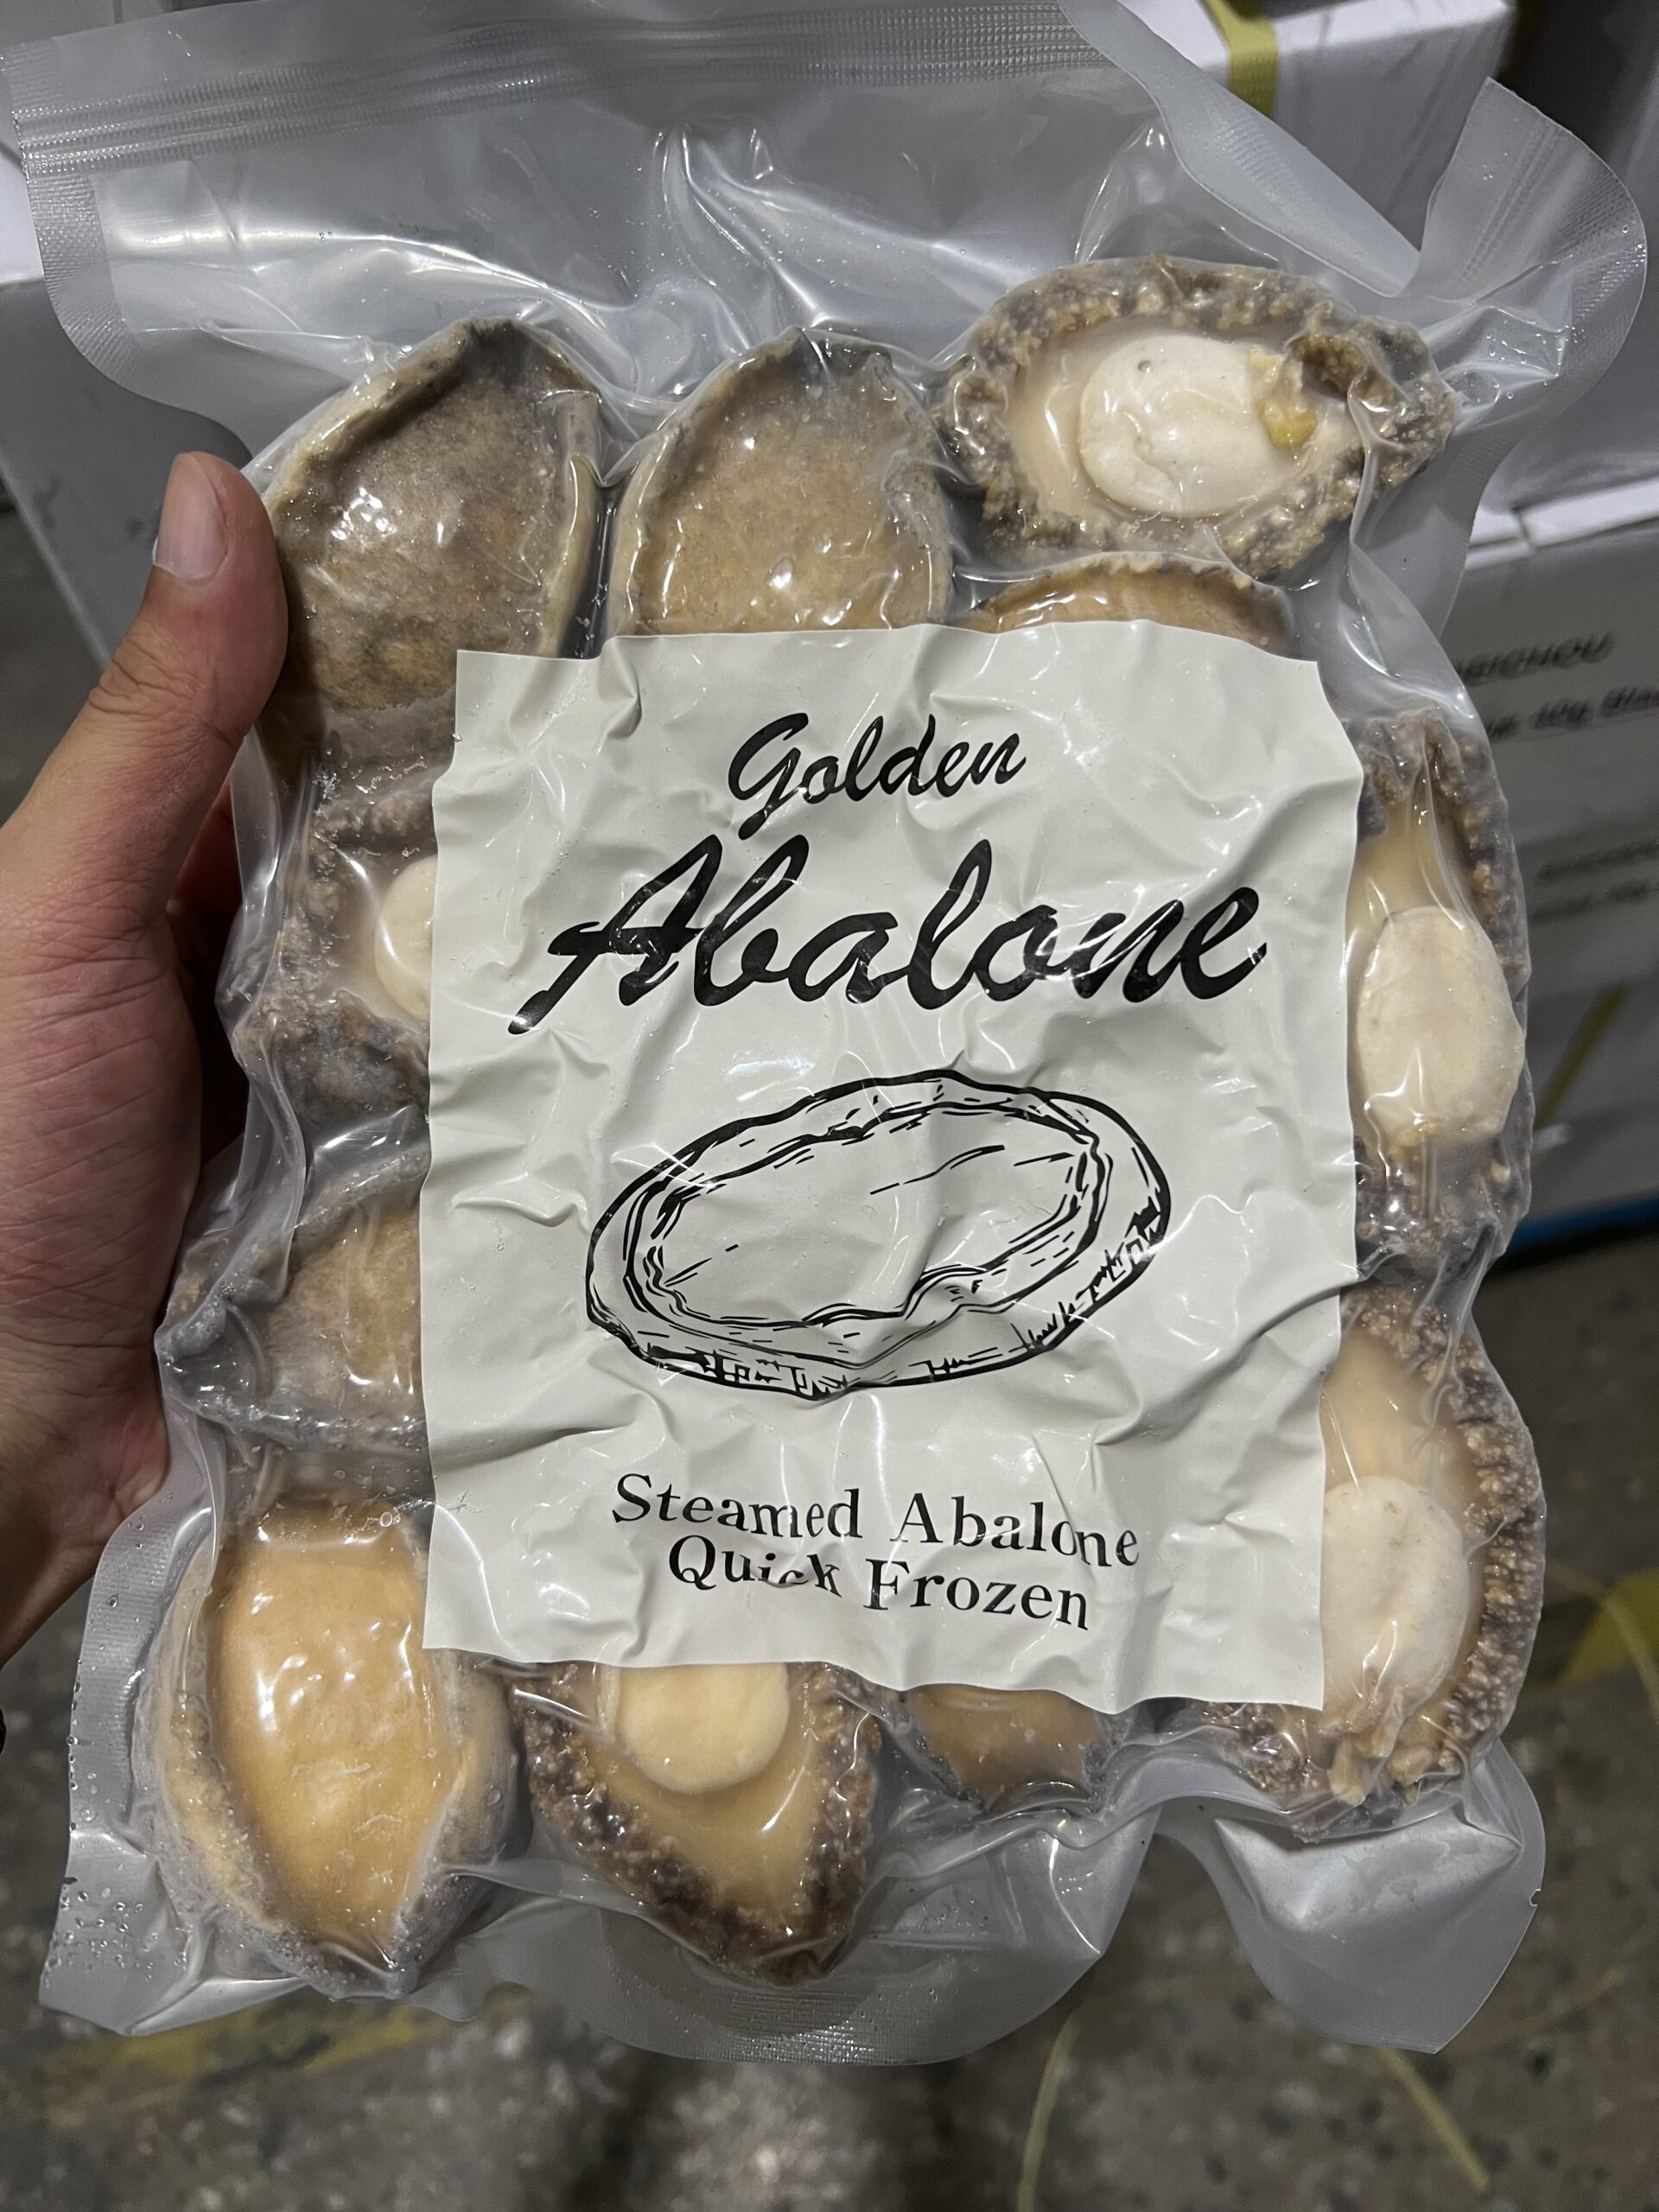 Golden
Abalone
Steamed Abalone
Quick Frozen